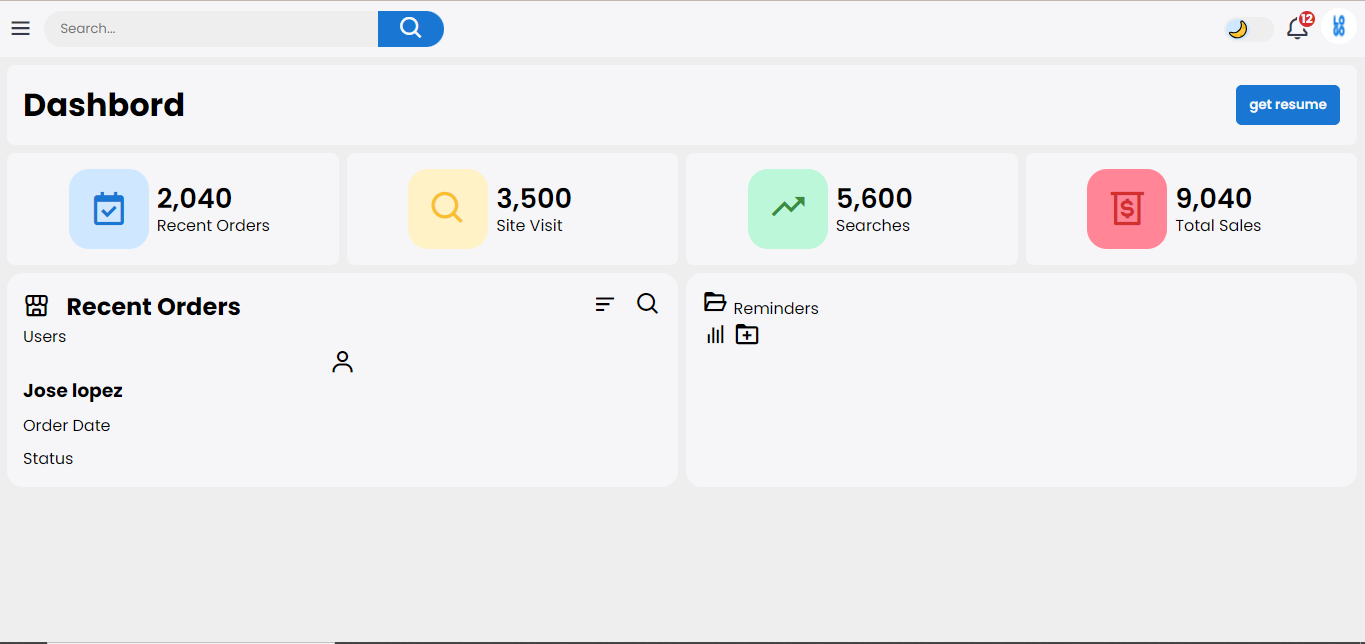 Search...
12
LOGO
Dashbord
get resume
2,040
Recent Orders
3,500
Site Visit
5,600
Searches
$
9,040
Total Sales
Recent Orders
Users
Jose lopez
Order Date
Status
Reminders